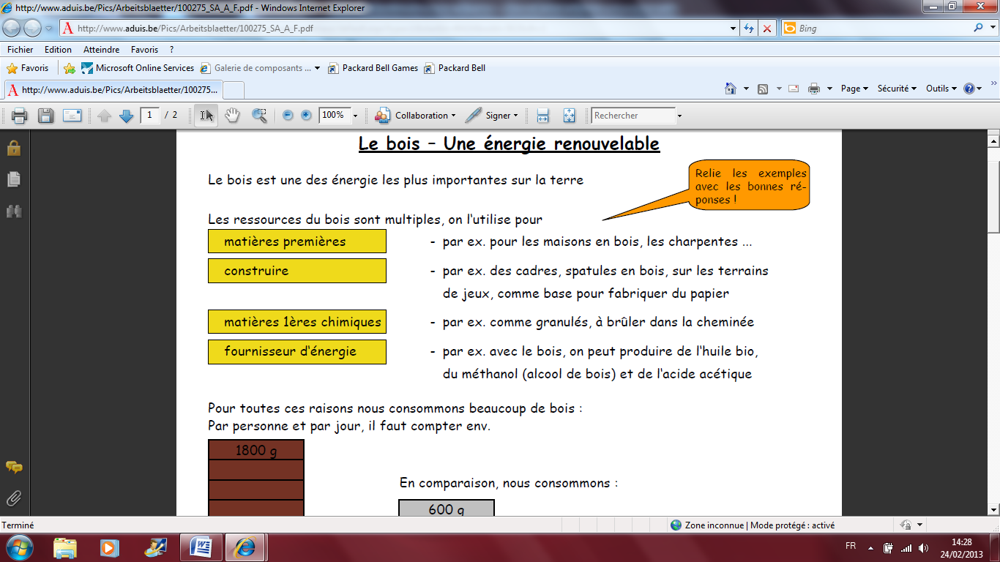 http://www.aduis.be/Pics/Arbeitsblaetter/100275_SA_A_F.pdf - Windows Internet Explorer
http://www.aduis.be/Pics/Arbeitsblaetter/100275_SA_A_F.pdf
Bing
Fichier Edition Atteindre Favoris ?
Favoris Microsoft Online Services Galerie de composants ... Packard Bell Games Packard Bell
http://www.aduis.be/Pics/Arbeitsblaetter/100275...
Page Sécurité Outils
1 / 2 100% Collaboration Signer Rechercher
Le bois – Une énergie renouvelable
Relie les exemples
avec les bonnes ré-
ponses !
Le bois est une des énergie les plus importantes sur la terre
Les ressources du bois sont multiples, on l'utilise pour
matières premières - par ex. pour les maisons en bois, les charpentes ...
construire - par ex. des cadres, spatules en bois, sur les terrains
de jeux, comme base pour fabriquer du papier
matières 1ères chimiques - par ex. comme granulés, à brûler dans la cheminée
fournisseur d'énergie - par ex. avec le bois, on peut produire de l'huile bio,
du méthanol (alcool de bois) et de l'acide acétique
Pour toutes ces raisons nous consommons beaucoup de bois :
Par personne et par jour, il faut compter env.
1800 g
En comparaison, nous consommons :
600 g
Terminé Zone inconnue | Mode protégé : activé
FR 14:28
24/02/2013